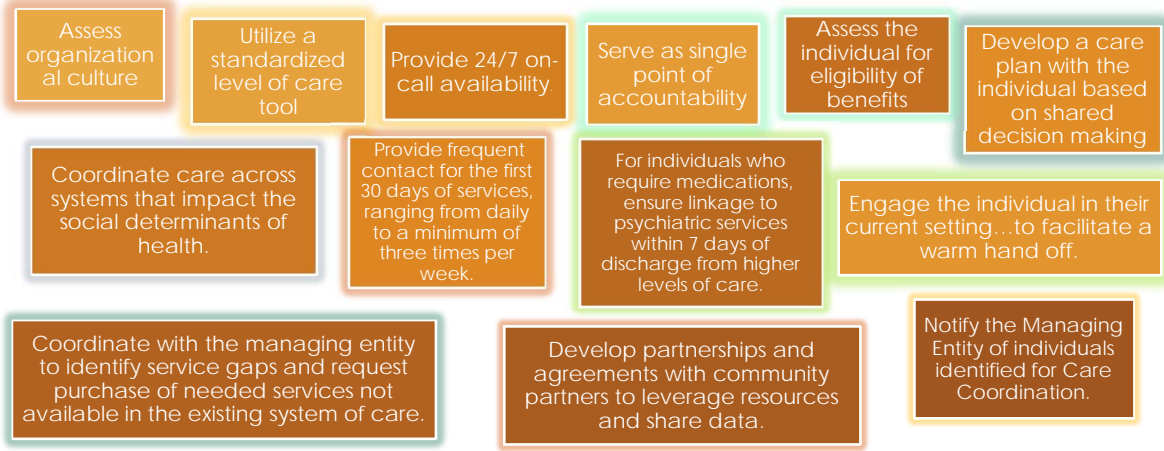 Assess
organization
al culture
Utilize a
standardized
level of care
tool
Provide 24/7 on-
call availability.
Serve as single
point of
accountability
Assess the
individual for
eligibility of
benefits
Develop a care
plan with the
individual based
on shared
decision making
Coordinate care across
systems that impact the
social determinants of
health.
Provide frequent
contact for the first
30 days of services,
ranging from daily
to a minimum of
three times per
week.
For individuals who
require medications,
ensure linkage to
psychiatric services
within 7 days of
discharge from higher
levels of care.
Engage the individual in their
current setting…to facilitate a
warm hand off.
Coordinate with the managing entity
to identify service gaps and request
purchase of needed services not
available in the existing system of care.
Develop partnerships and
agreements with community
partners to leverage resources
and share data.
Notify the Managing
Entity of individuals
identified for Care
Coordination.